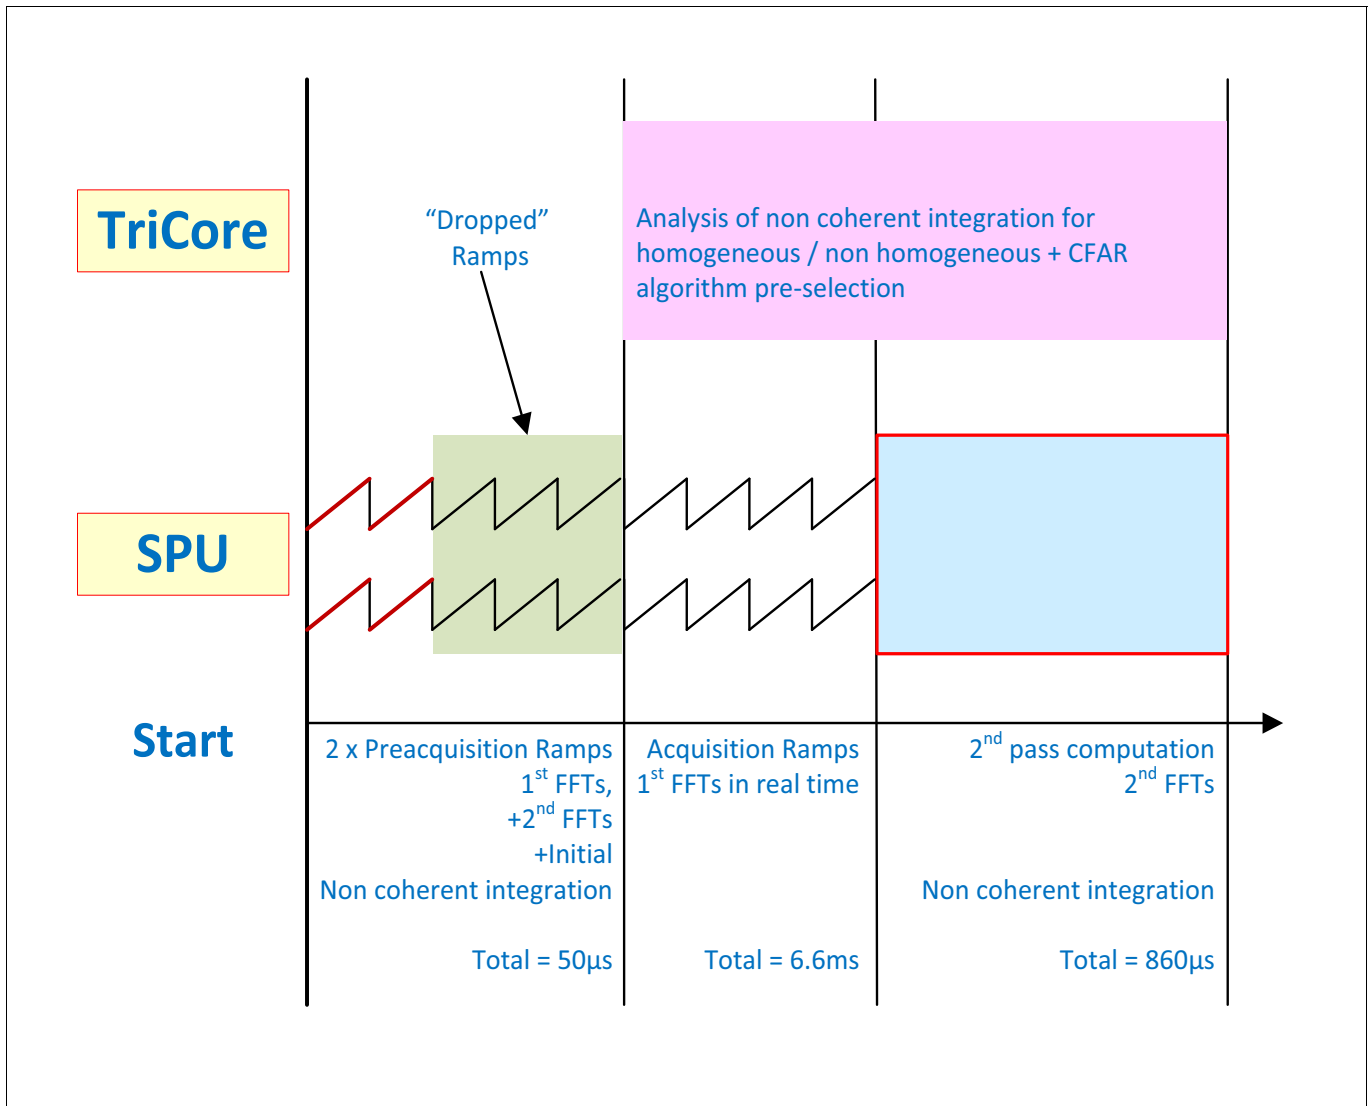 TriCore
“Dropped”
Ramps
Analysis of non coherent integration for
homogeneous / non homogeneous + CFAR
algorithm pre-selection
SPU
Start
2 x Preacquisition Ramps
1st FFTs,
+2nd FFTs
+Initial
Non coherent integration
Total = 50µs
Acquisition Ramps
1st FFTs in real time
Total = 6.6ms
2nd pass computation
2nd FFTs
Non coherent integration
Total = 860µs